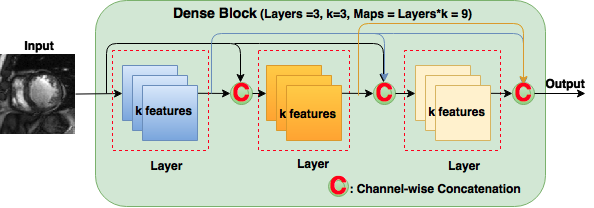 Dense Block (Layers =3, k=3, Maps = Layers*k = 9)
Input
C
C
C
Output
k features
k features
k features
Layer
Layer
Layer
C : Channel-wise Concatenation